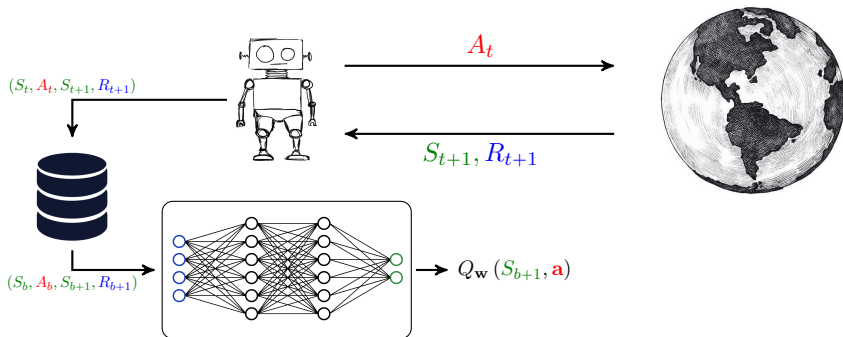 A_t
(S_t, A_t, S_{t+1}, R_{t+1})
S_{t+1}, R_{t+1}
Q_w (S_{b+1}, a)
(S_b, A_b, S_{b+1}, R_{b+1})